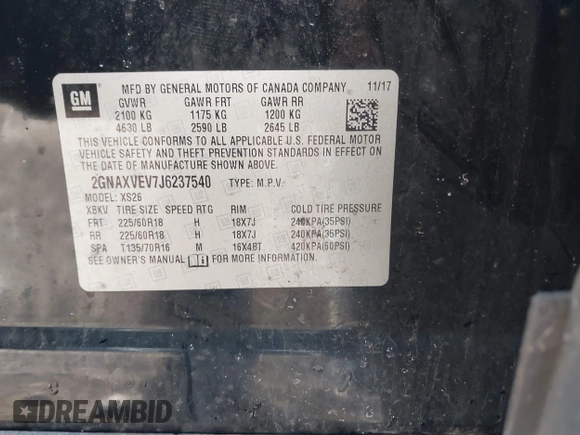 GM
MFD BY GENERAL MOTORS OF CANADA COMPANY 11/17
GVWR GAWR FRT GAWR RR
2100 KG 1175 KG 1200 KG
4630 LB 2590 LB 2645 LB
THIS VEHICLE CONFORMS TO ALL APPLICABLE U.S. FEDERAL MOTOR
VEHICLE SAFETY AND THEFT PREVENTION STANDARDS IN EFFECT ON
THE DATE OF MANUFACTURE SHOWN ABOVE.
2GNAXVEV7J6237540 TYPE: M.P.V.
MODEL: XS26
XBKV TIRE SIZE SPEED RTG RIM COLD TIRE PRESSURE
FRT 225/60R18 H 18X7J 240KPA(35PSI)
RR 225/60R18 H 18X7J 240KPA(35PSI)
SPA T135/70R16 M 16X4BT 420KPA(60PSI)
SEE OWNER'S MANUAL FOR MORE INFORMATION.
DREAMBID